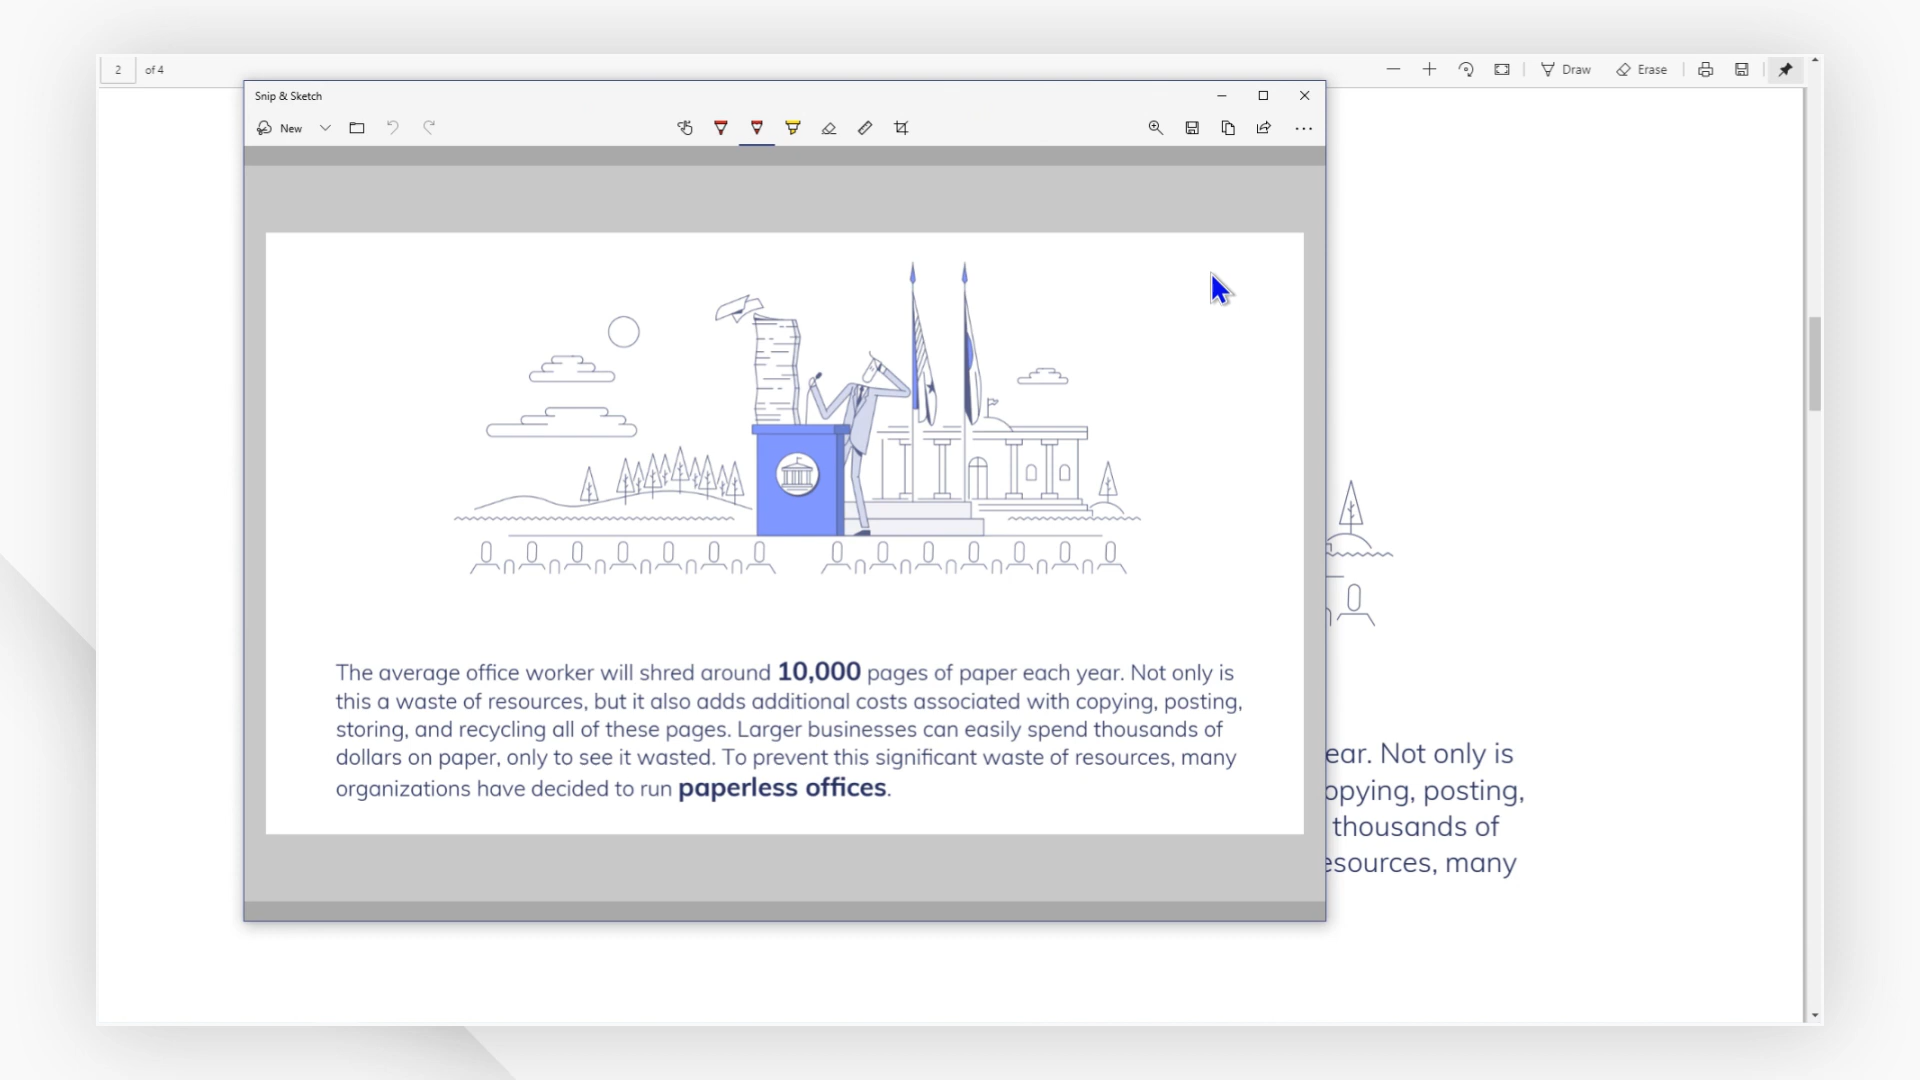 2 of 4
Draw
Erase
Snip & Sketch
New
The average office worker will shred around 10,000 pages of paper each year. Not only is
this a waste of resources, but it also adds additional costs associated with copying, posting,
storing, and recycling all of these pages. Larger businesses can easily spend thousands of
dollars on paper, only to see it wasted. To prevent this significant waste of resources, many
organizations have decided to run paperless offices.
ear. Not only is
opying, posting,
thousands of
esources, many